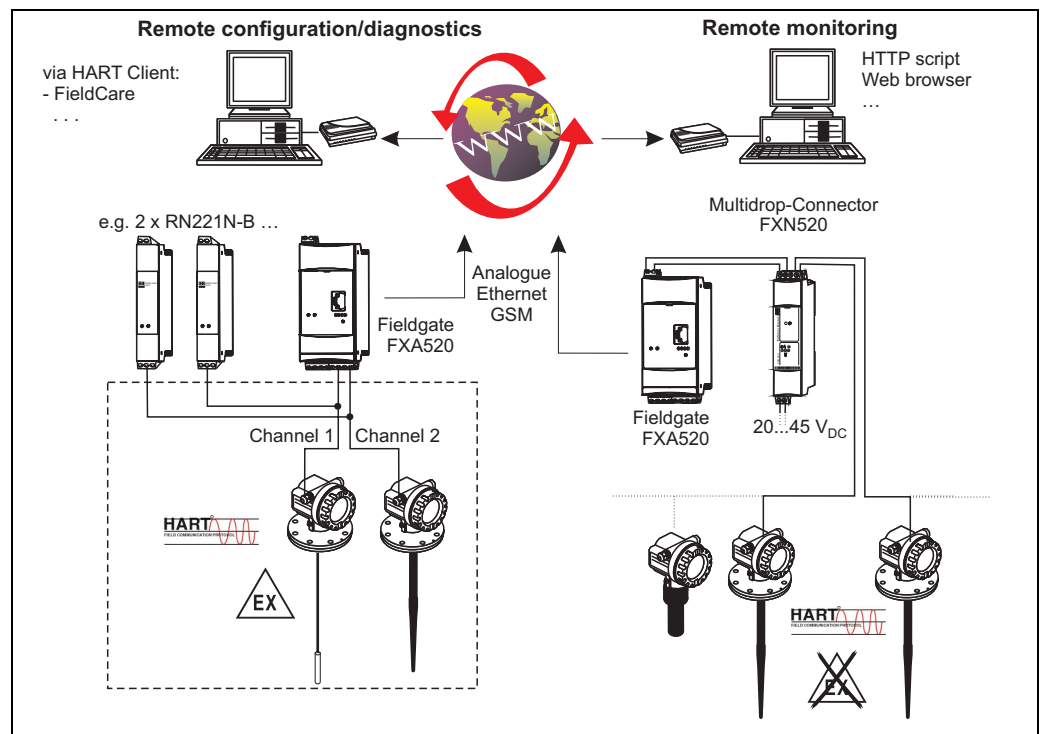 Remote configuration/diagnostics
Remote monitoring
via HART Client:
- FieldCare
. . .
HTTP script
Web browser
...
WWW
e.g. 2 x RN221N-B ...
Multidrop-Connector
FXN520
Analogue
Ethernet
GSM
Fieldgate
FXA520
Fieldgate
FXA520
20...45 VDC
Channel 1
Channel 2
HART
FIELD COMMUNICATION PROTOCOL
EX
HART
FIELD COMMUNICATION PROTOCOL
EX